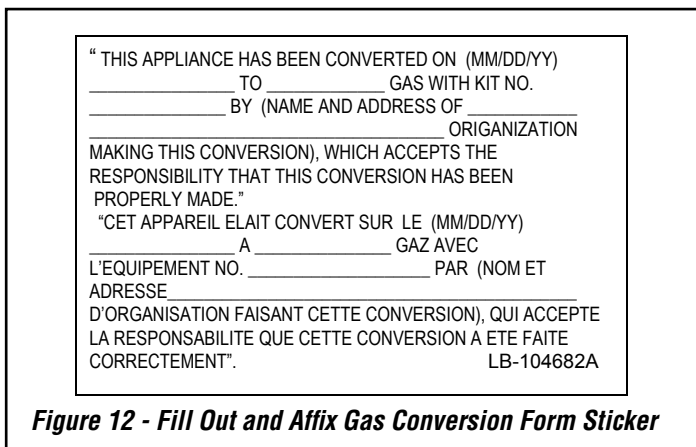 “ THIS APPLIANCE HAS BEEN CONVERTED ON (MM/DD/YY)
________________ TO _____________ GAS WITH KIT NO.
_______________ BY (NAME AND ADDRESS OF ____________
_______________________________________ ORIGANIZATION
MAKING THIS CONVERSION), WHICH ACCEPTS THE
RESPONSIBILITY THAT THIS CONVERSION HAS BEEN
PROPERLY MADE.”
“CET APPAREIL ELAIT CONVERT SUR LE (MM/DD/YY)
________________ A _______________ GAZ AVEC
L’EQUIPEMENT NO. ____________________ PAR (NOM ET
ADRESSE_____________________________________________
D’ORGANISATION FAISANT CETTE CONVERSION), QUI ACCEPTE
LA RESPONSABILITE QUE CETTE CONVERSION A ETE FAITE
CORRECTEMENT”. LB-104682A
Figure 12 - Fill Out and Affix Gas Conversion Form Sticker